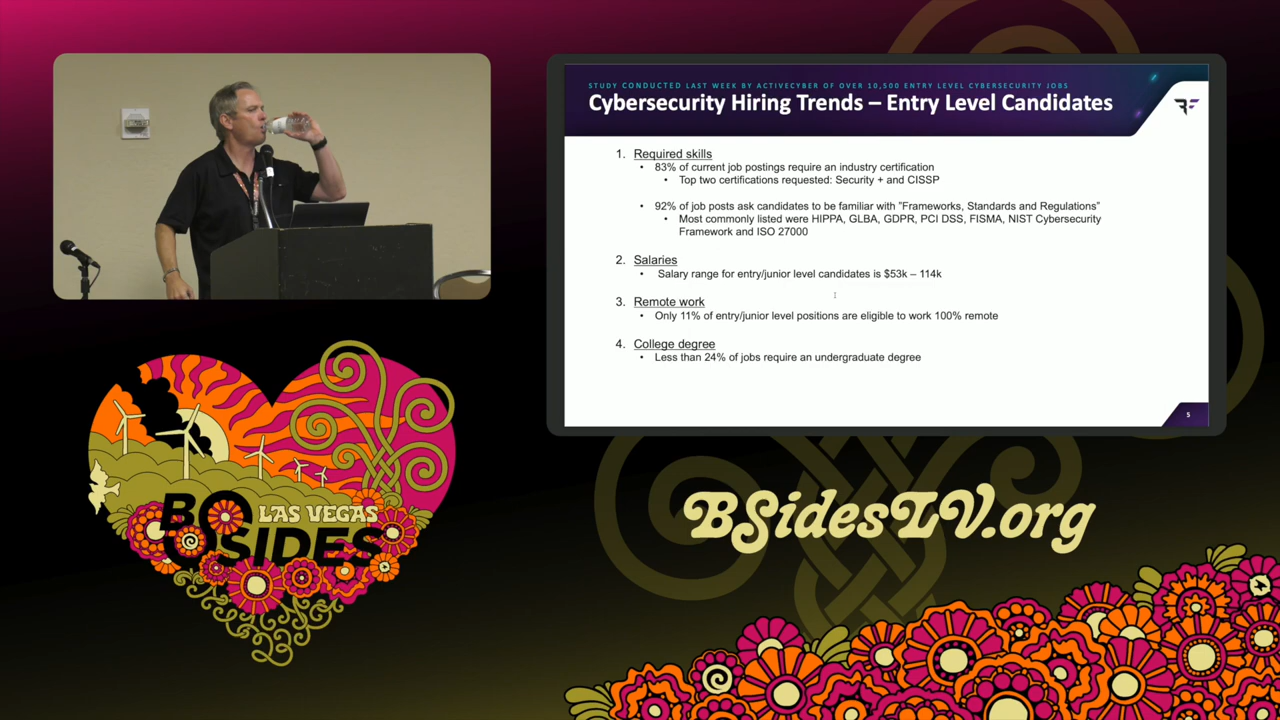 STUDY CONDUCTED LAST WEEK BY ACTIVECYBER OF OVER 10,500 ENTRY LEVEL CYBERSECURITY JOBS
Cybersecurity Hiring Trends – Entry Level Candidates
RF
1. Required skills
• 83% of current job postings require an industry certification
• Top two certifications requested: Security + and CISSP
• 92% of job posts ask candidates to be familiar with "Frameworks, Standards and Regulations"
• Most commonly listed were HIPPA, GLBA, GDPR, PCI DSS, FISMA, NIST Cybersecurity
Framework and ISO 27000
2. Salaries
• Salary range for entry/junior level candidates is $53k – 114k
3. Remote work
• Only 11% of entry/junior level positions are eligible to work 100% remote
4. College degree
• Less than 24% of jobs require an undergraduate degree
5
BSIDES
LAS VEGAS
23
BSidesLV.org